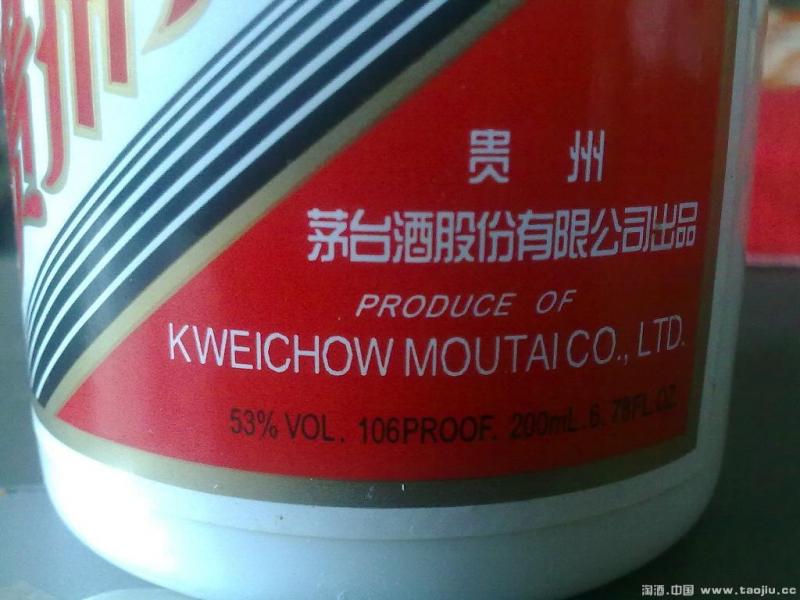 贵州
茅台酒股份有限公司出品
PRODUCE OF
KWEICHOW MOUTAI CO., LTD.
53% VOL. 106PROOF. 200mL. 6.78FL.OZ.
淘酒.中国 www.taojiu.cc